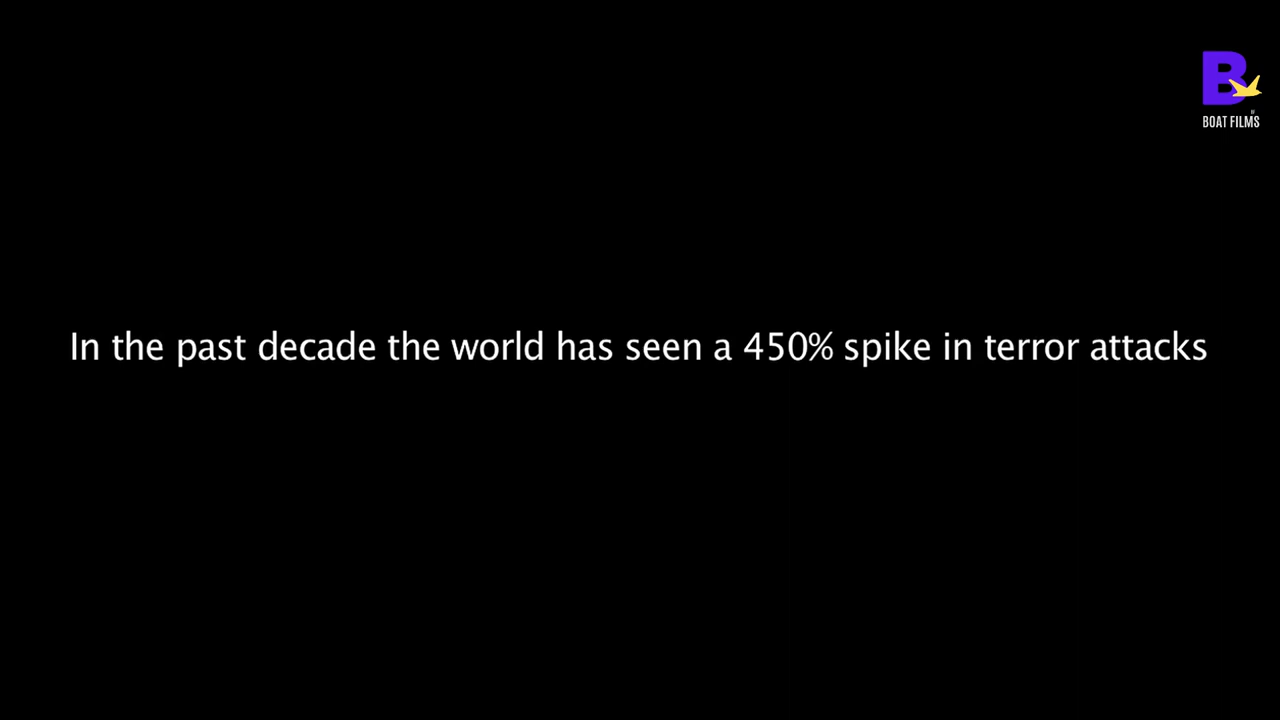 B
BOAT FILMS
In the past decade the world has seen a 450% spike in terror attacks